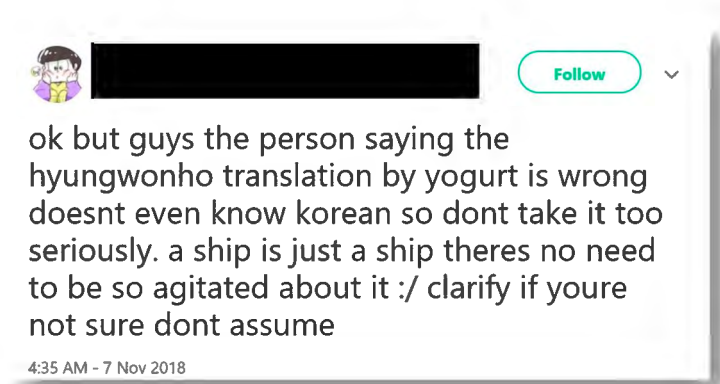 Follow
ok but guys the person saying the
hyungwonho translation by yogurt is wrong
doesnt even know korean so dont take it too
seriously. a ship is just a ship theres no need
to be so agitated about it :/ clarify if youre
not sure dont assume
4:35 AM - 7 Nov 2018